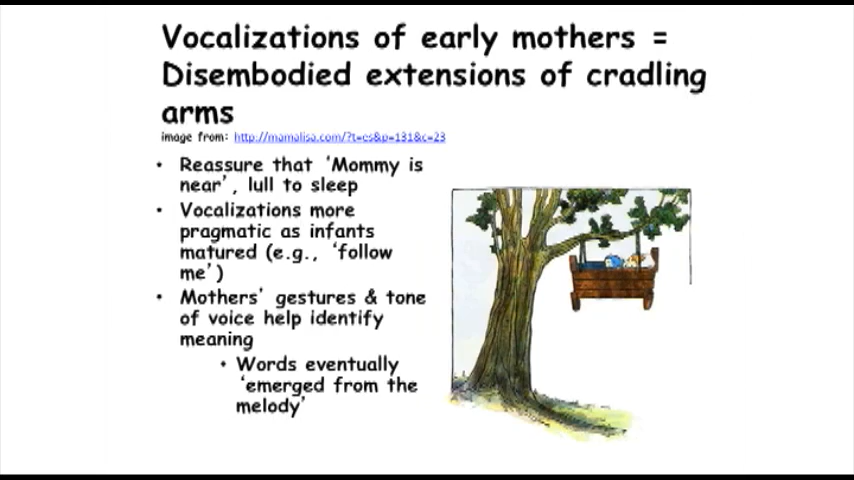 Vocalizations of early mothers =
Disembodied extensions of cradling
arms
image from: http://mamalisa.com/?t=es&p=131&c=23
• Reassure that ‘Mommy is
near’, lull to sleep
• Vocalizations more
pragmatic as infants
matured (e.g., ‘follow
me’)
• Mothers’ gestures & tone
of voice help identify
meaning
• Words eventually
‘emerged from the
melody’